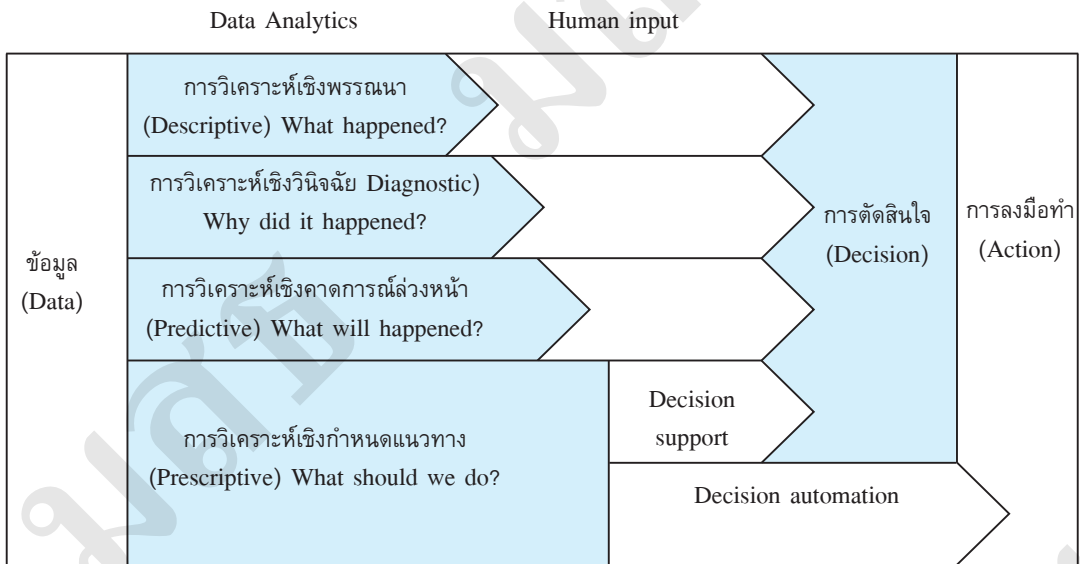 Data Analytics
Human input
ข้อมูล
(Data)
การวิเคราะห์เชิงพรรณนา
(Descriptive) What happened?
การวิเคราะห์เชิงวินิจฉัย Diagnostic)
Why did it happened?
การวิเคราะห์เชิงคาดการณ์ล่วงหน้า
(Predictive) What will happened?
การวิเคราะห์เชิงกำหนดแนวทาง
(Prescriptive) What should we do?
Decision
support
Decision automation
การตัดสินใจ
(Decision)
การลงมือทำ
(Action)
มสธ